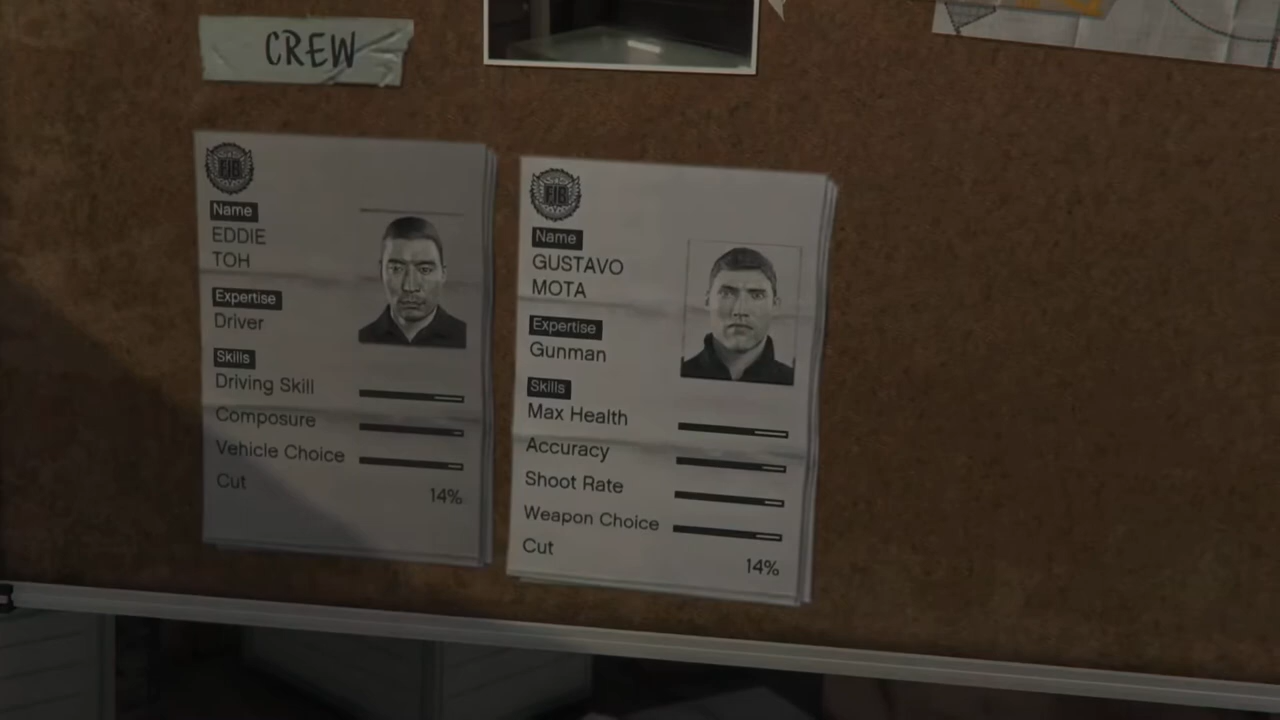 CREW
FIB
Name
EDDIE
TOH
Expertise
Driver
Skills
Driving Skill
Composure
Vehicle Choice
Cut 14%
FIB
Name
GUSTAVO
MOTA
Expertise
Gunman
Skills
Max Health
Accuracy
Shoot Rate
Weapon Choice
Cut 14%